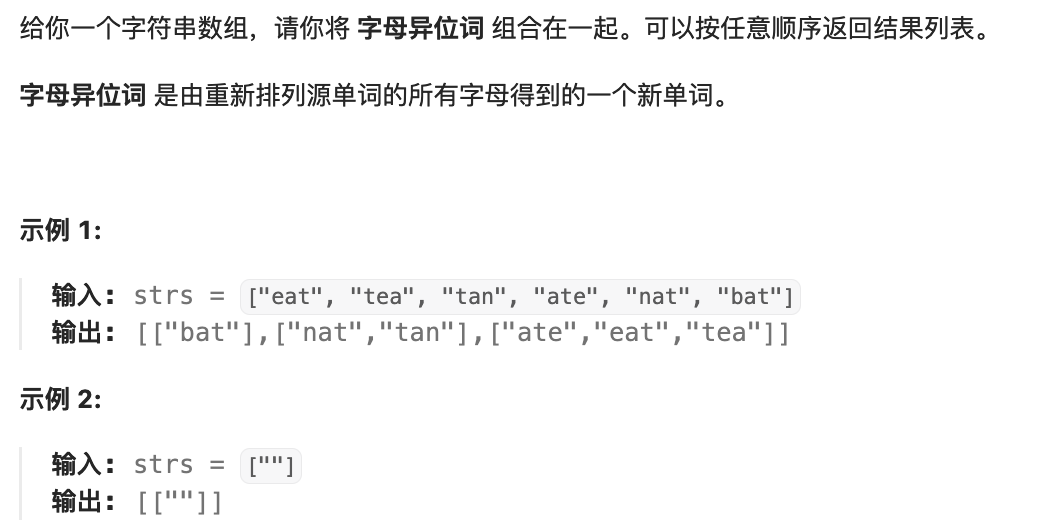 给你一个字符串数组，请你将 字母异位词 组合在一起。可以按任意顺序返回结果列表。
字母异位词 是由重新排列源单词的所有字母得到的一个新单词。
示例 1:
输入: strs = ["eat", "tea", "tan", "ate", "nat", "bat"]
输出: [["bat"],["nat","tan"],["ate","eat","tea"]]
示例 2:
输入: strs = [""]
输出: [[""]]